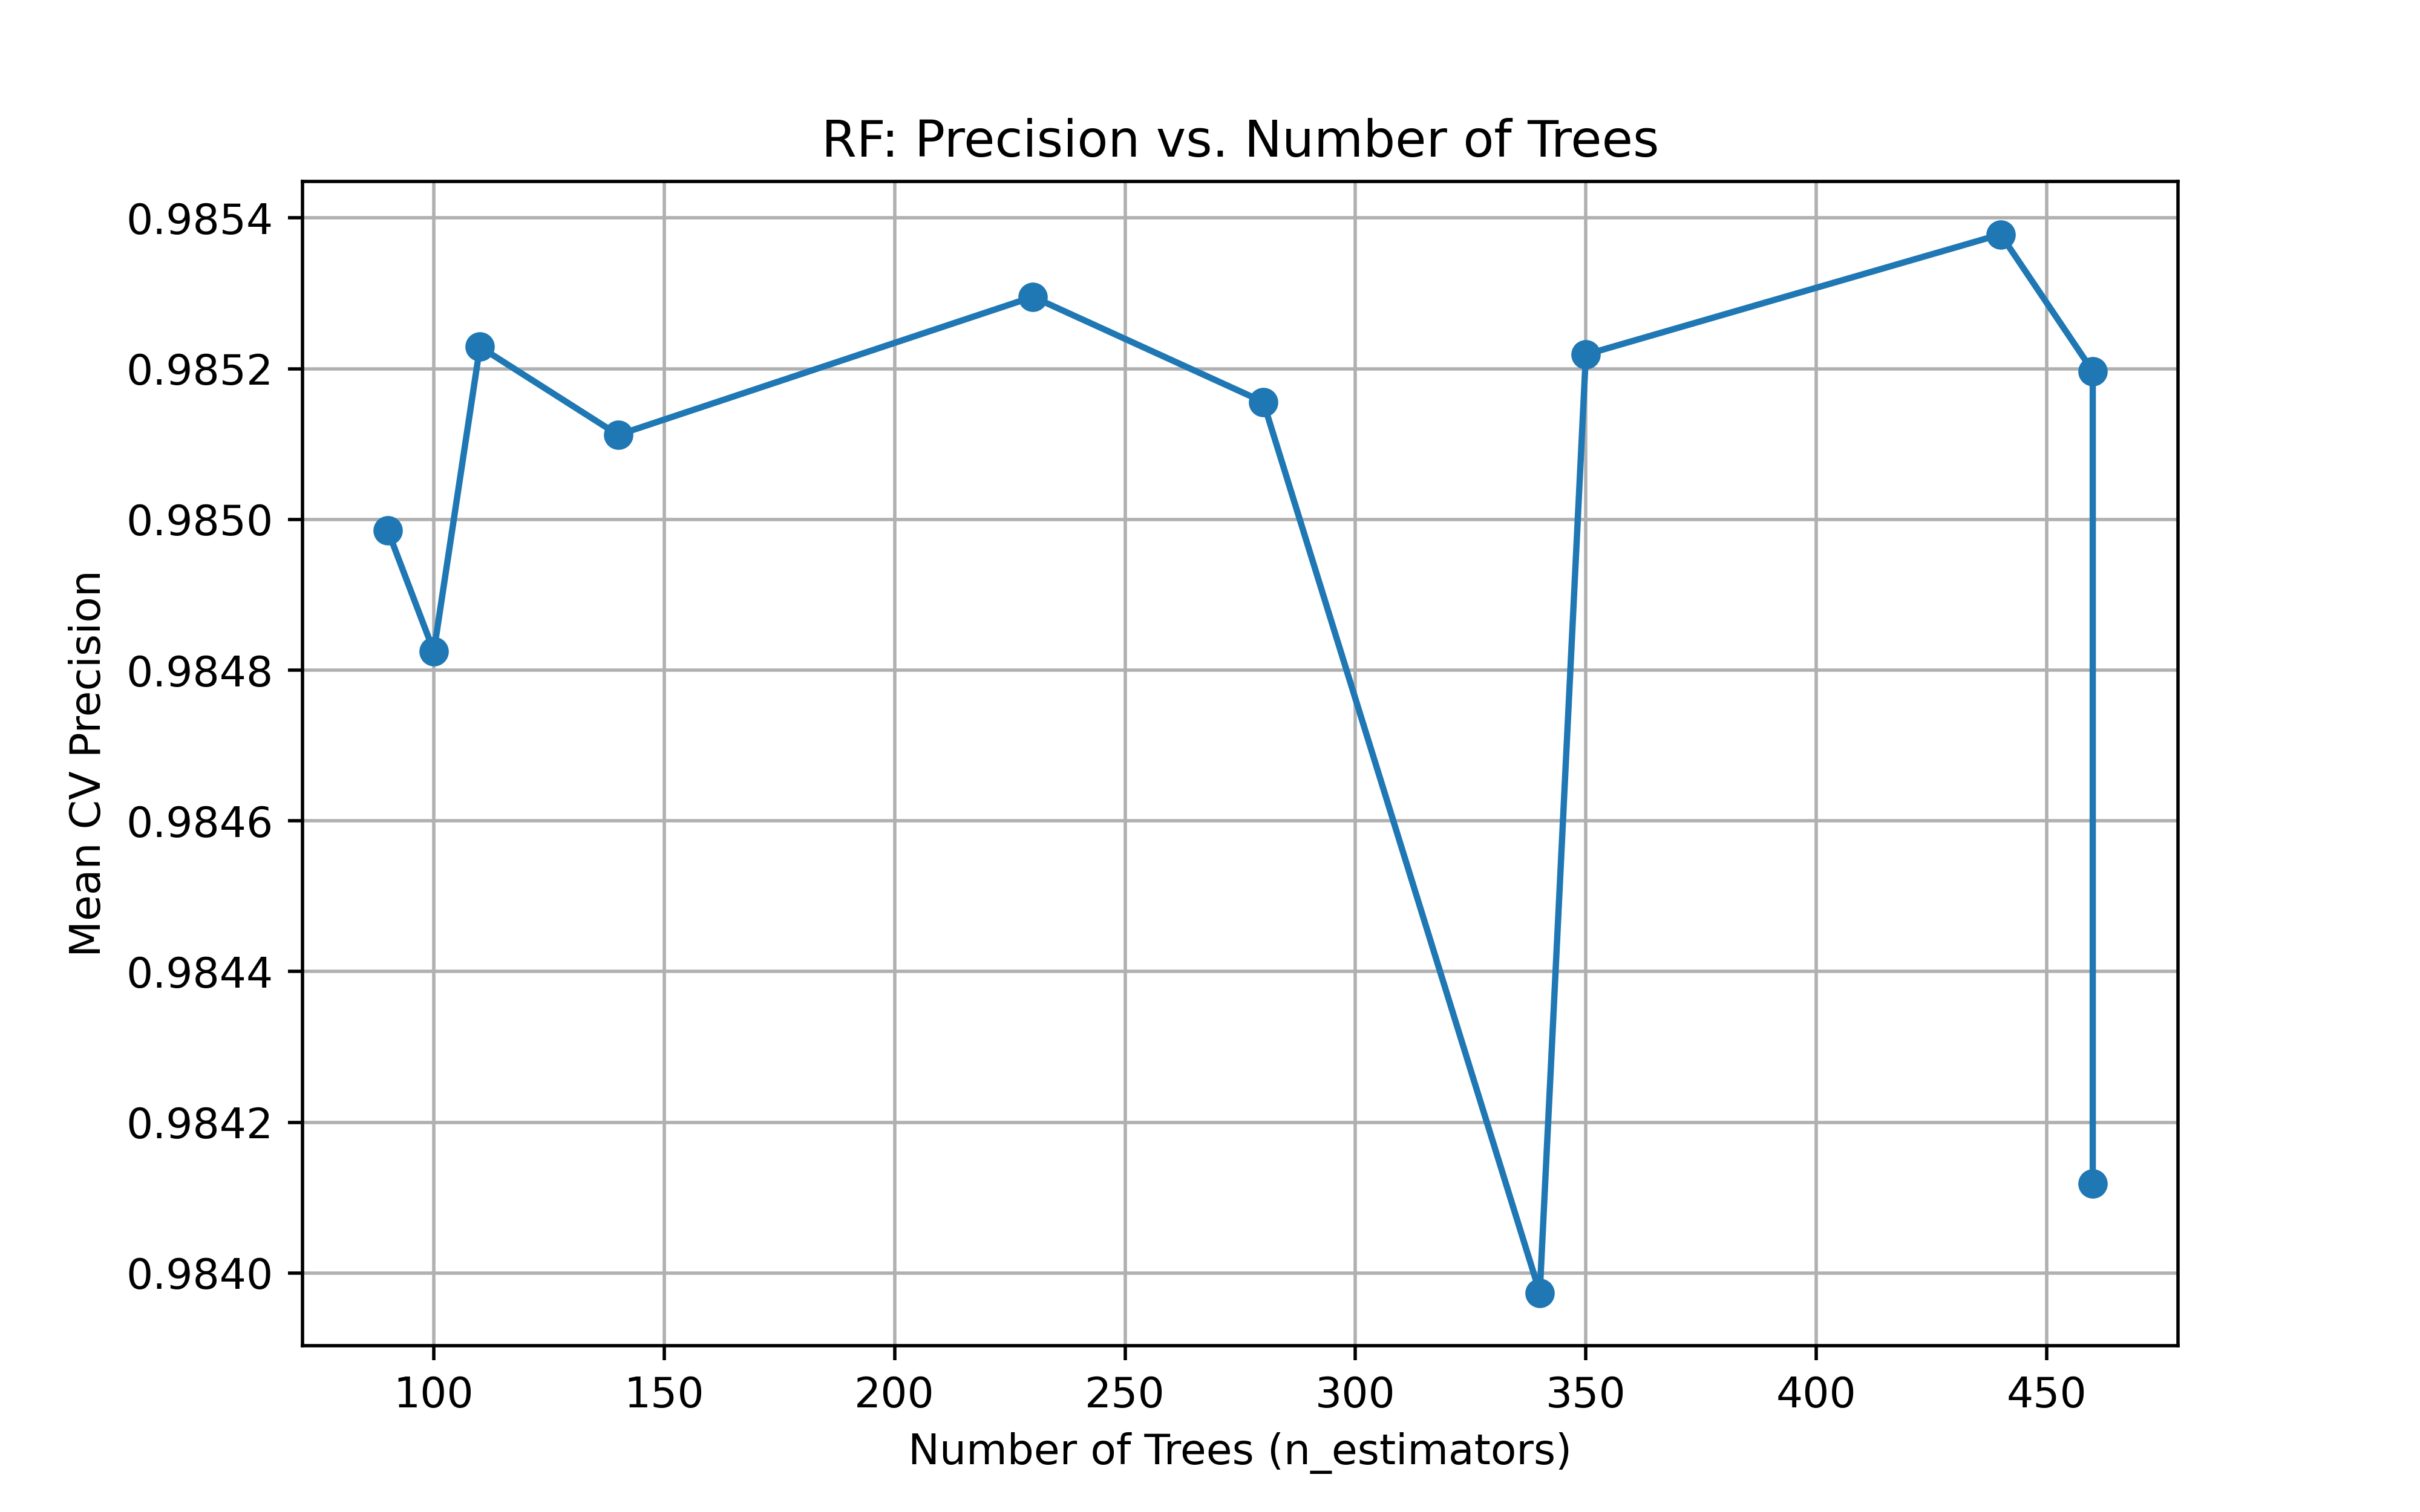 RF: Precision vs. Number of Trees
Mean CV Precision
0.9854
0.9852
0.9850
0.9848
0.9846
0.9844
0.9842
0.9840
100 150 200 250 300 350 400 450
Number of Trees (n_estimators)